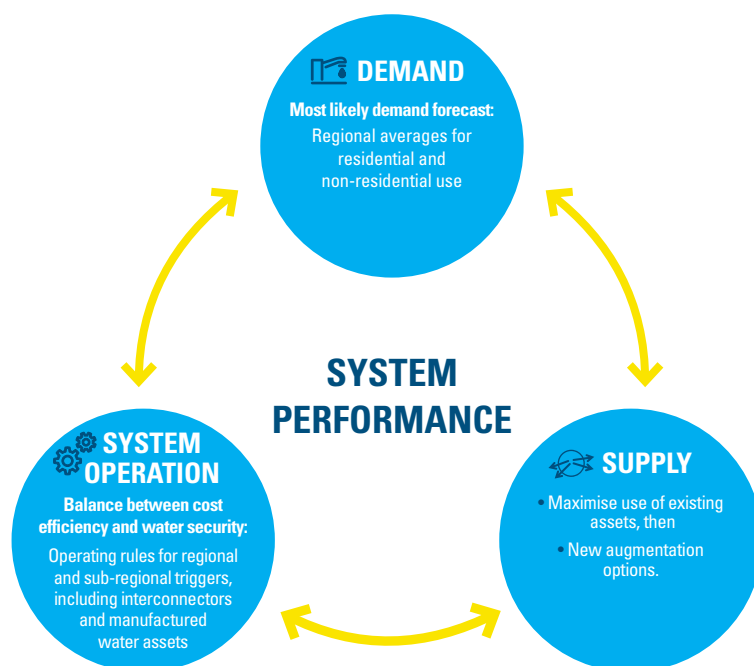 DEMAND
Most likely demand forecast:
Regional averages for
residential and
non-residential use
SYSTEM
PERFORMANCE
SYSTEM
OPERATION
Balance between cost
efficiency and water security:
Operating rules for regional
and sub-regional triggers,
including interconnectors
and manufactured
water assets
SUPPLY
• Maximise use of existing
assets, then
• New augmentation
options.